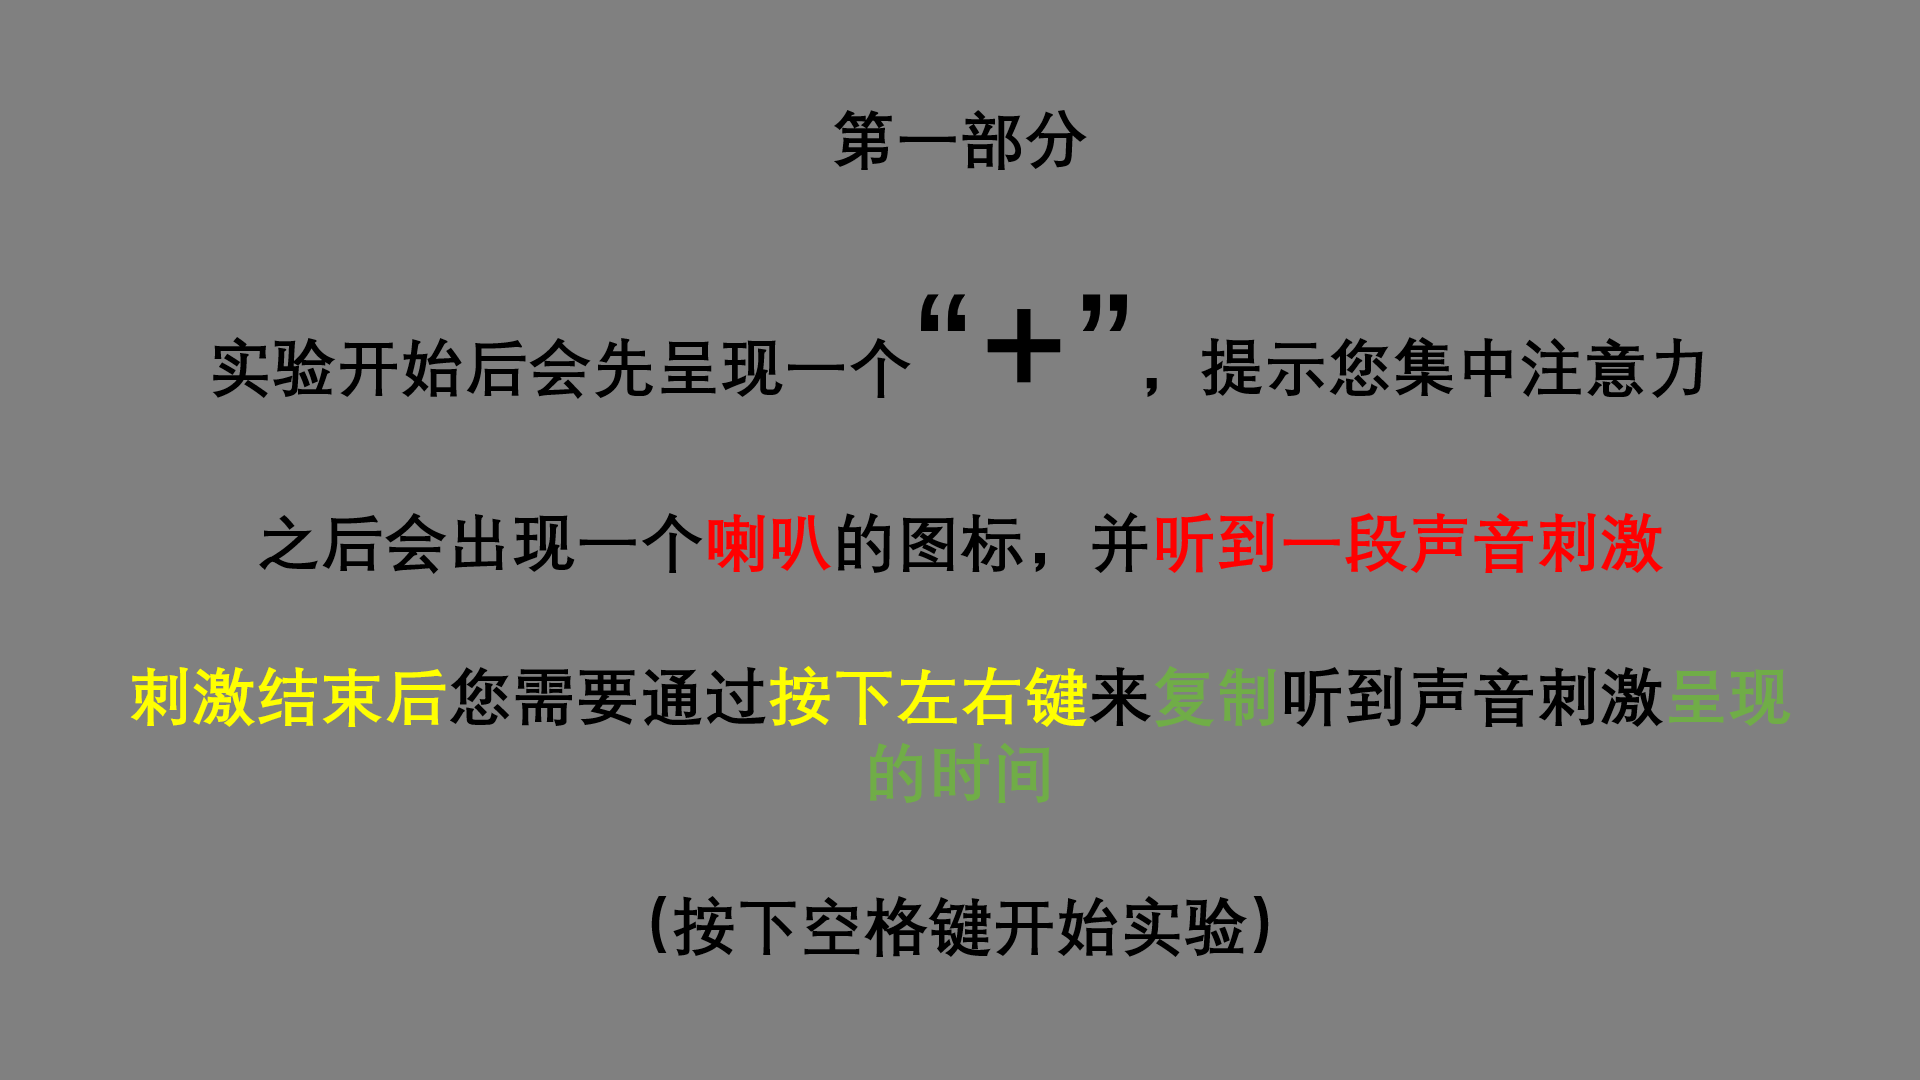 第一部分
实验开始后会先呈现一个“+”，提示您集中注意力
之后会出现一个喇叭的图标，并听到一段声音刺激
刺激结束后您需要通过按下左右键来复制听到声音刺激呈现
的时间
(按下空格键开始实验)